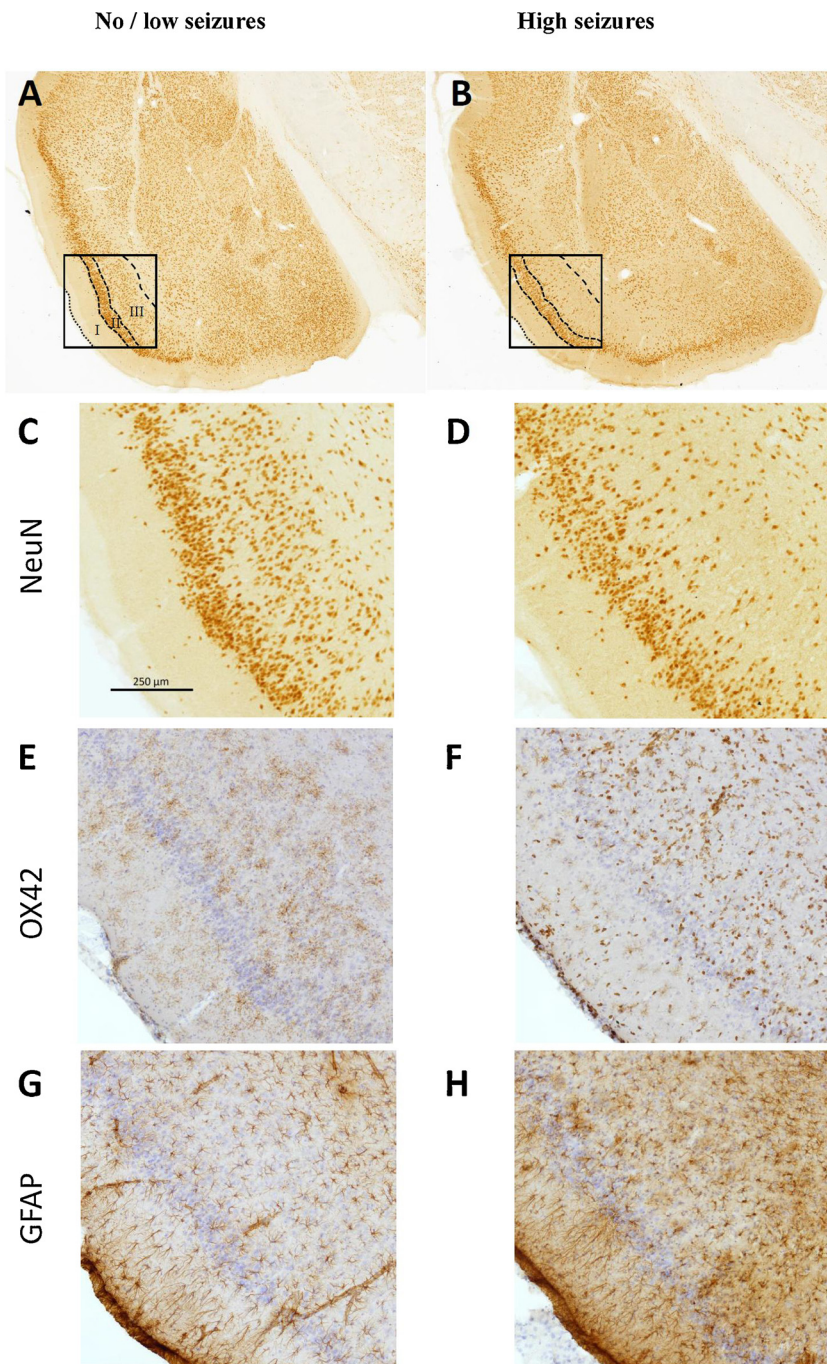 No / low seizures
High seizures
A
B
I
II
III
C
D
NeuN
250 µm
E
F
OX42
G
H
GFAP